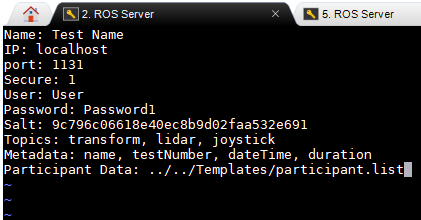 2. ROS Server
5. ROS Server
Name: Test Name
IP: localhost
port: 1131
Secure: 1
User: User
Password: Password1
Salt: 9c796c06618e40ec8b9d02faa532e691
Topics: transform, lidar, joystick
Metadata: name, testNumber, dateTime, duration
Participant Data: ../../Templates/participant.list
~
~
~